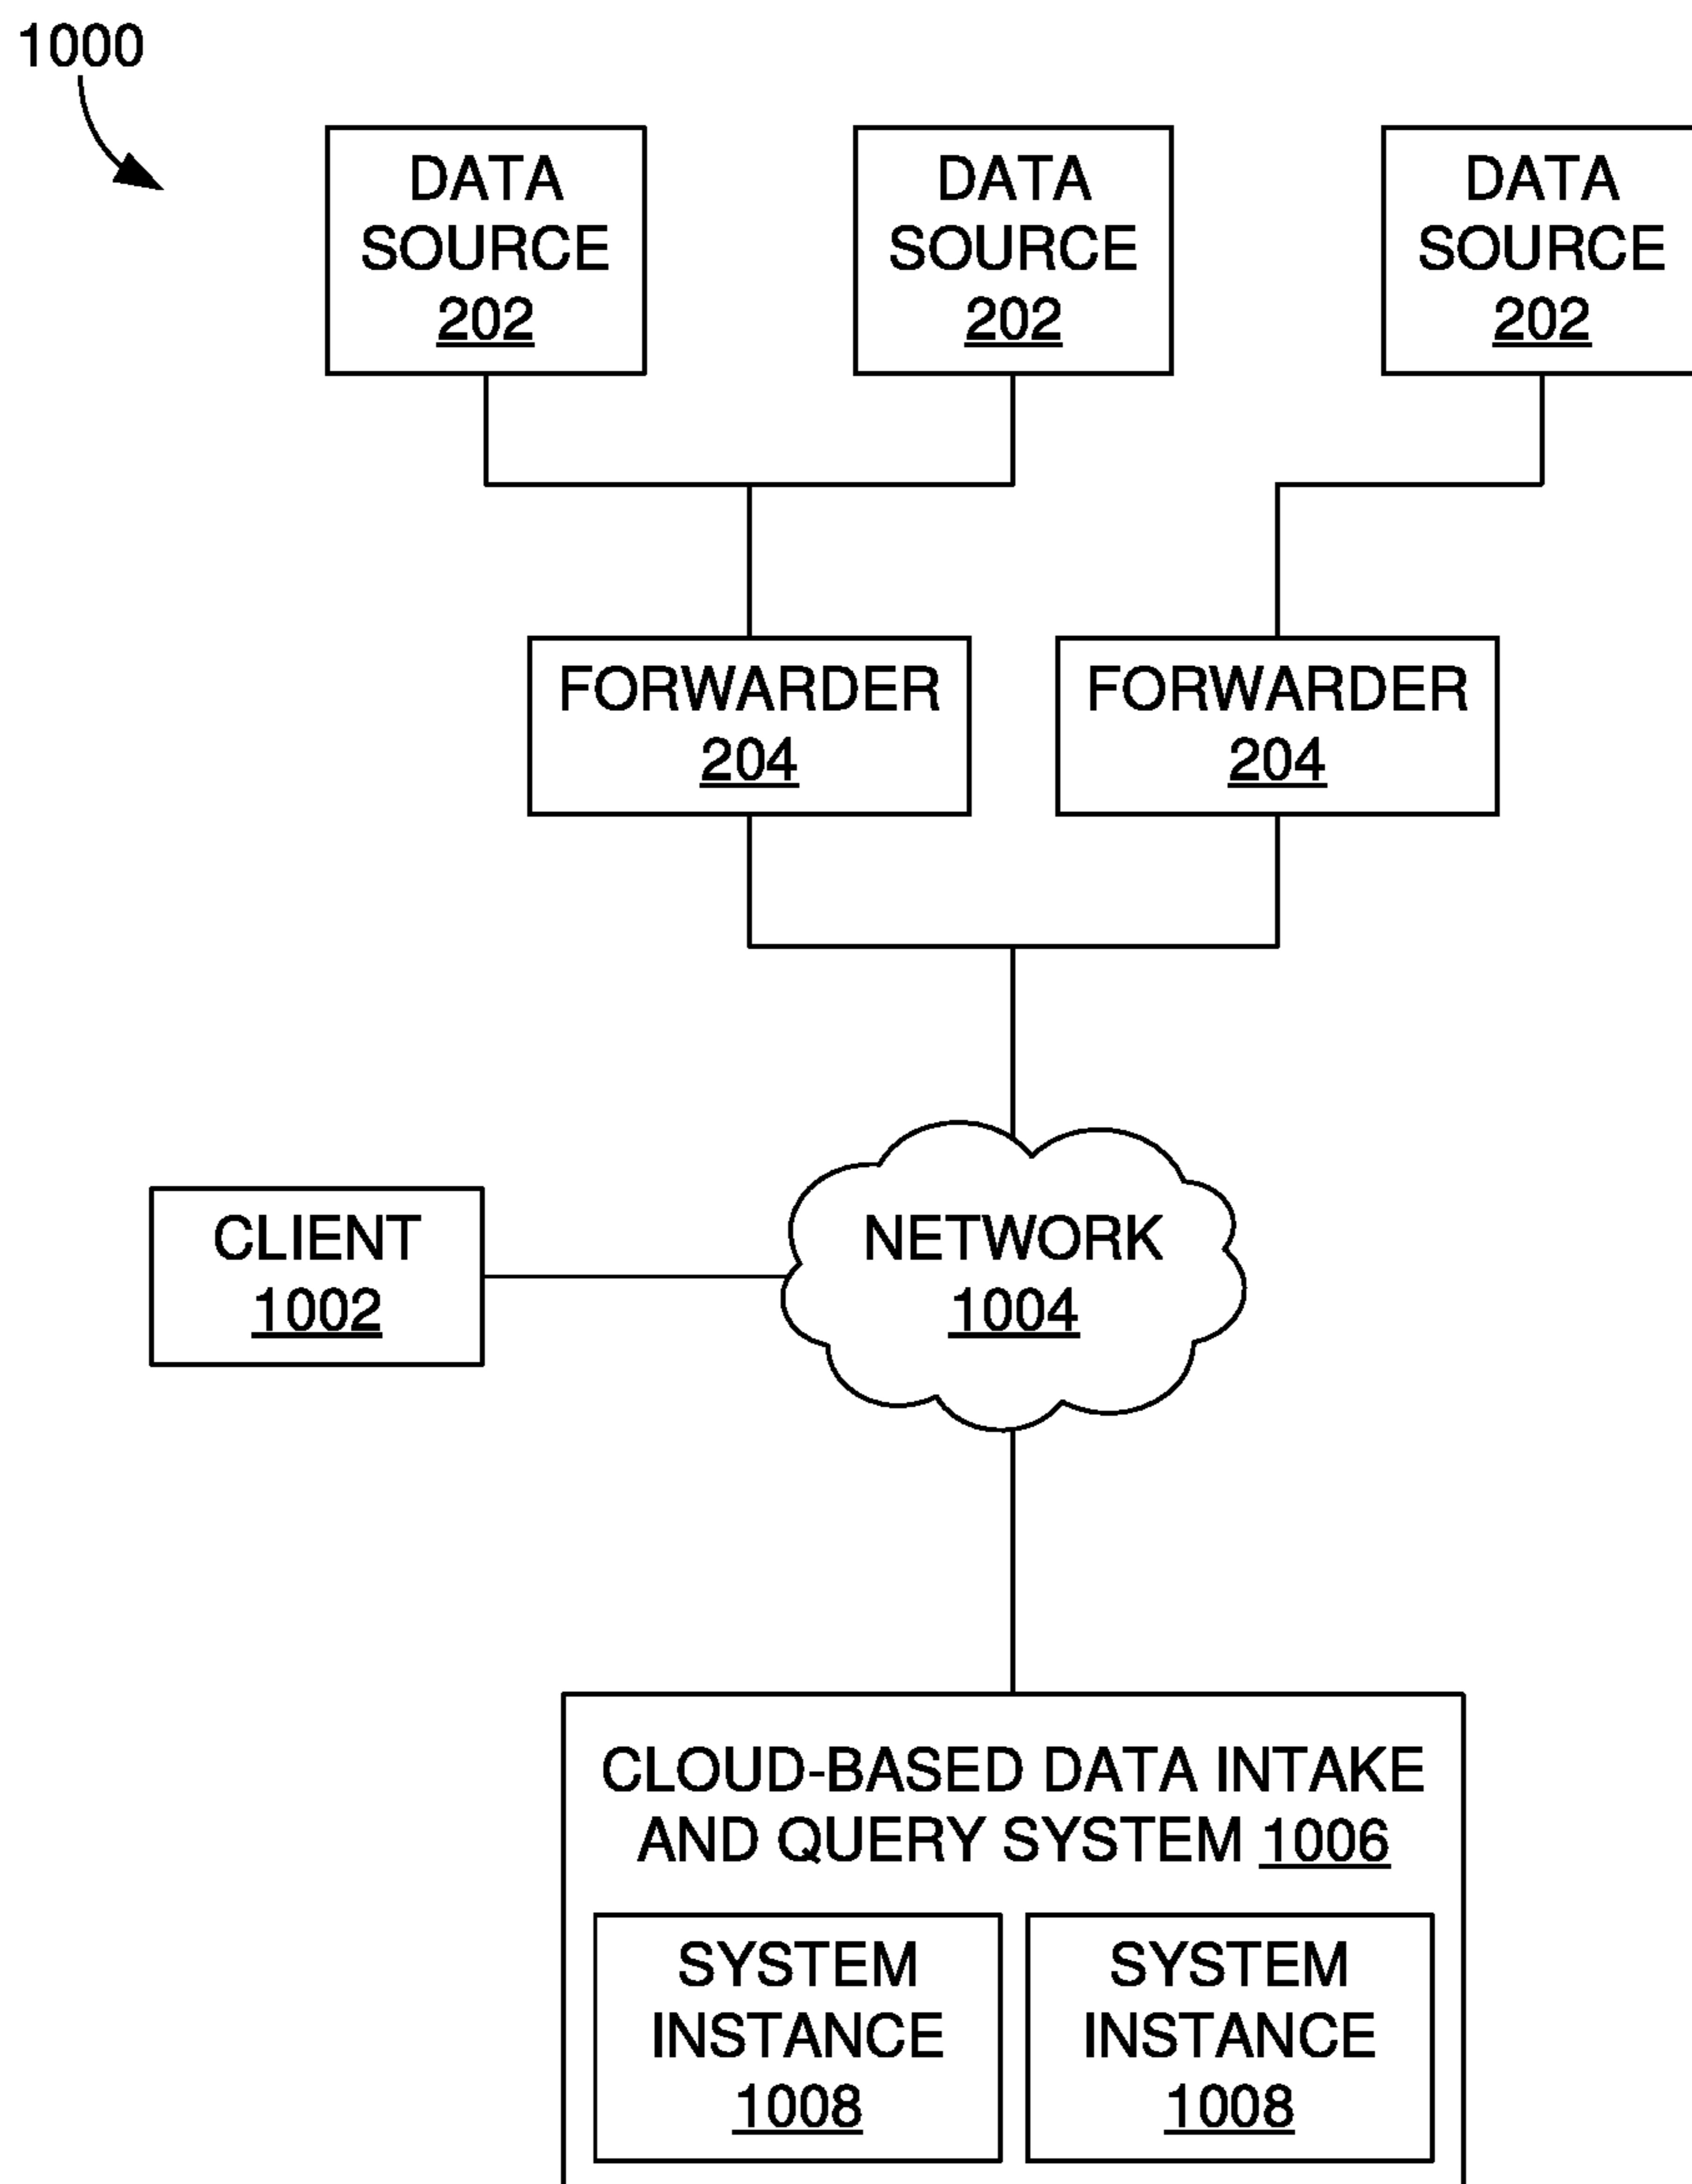 1000
DATA
SOURCE
202
DATA
SOURCE
202
DATA
SOURCE
202
FORWARDER
204
FORWARDER
204
CLIENT
1002
NETWORK
1004
CLOUD-BASED DATA INTAKE
AND QUERY SYSTEM 1006
SYSTEM
INSTANCE
1008
SYSTEM
INSTANCE
1008